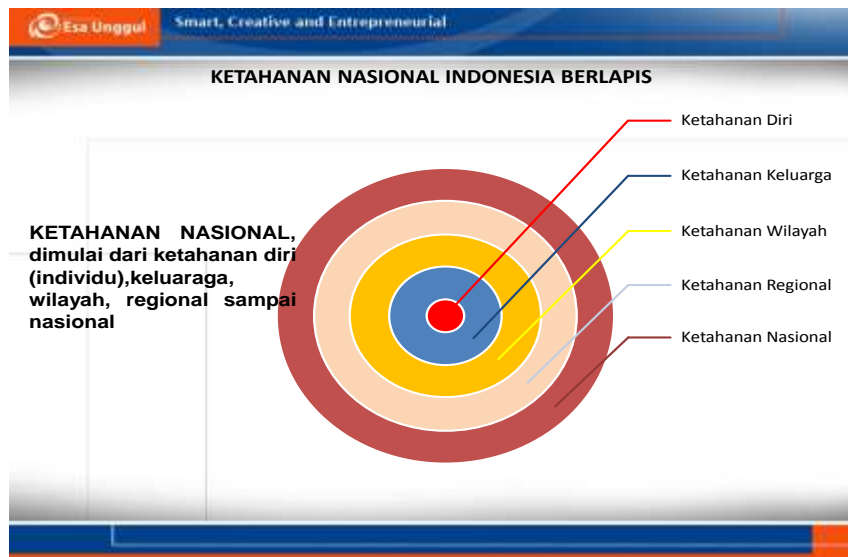 Esa Unggul
Smart, Creative and Entrepreneurial
KETAHANAN NASIONAL INDONESIA BERLAPIS
KETAHANAN NASIONAL,
dimulai dari ketahanan diri
(individu),keluaraga,
wilayah, regional sampai
nasional
Ketahanan Diri
Ketahanan Keluarga
Ketahanan Wilayah
Ketahanan Regional
Ketahanan Nasional